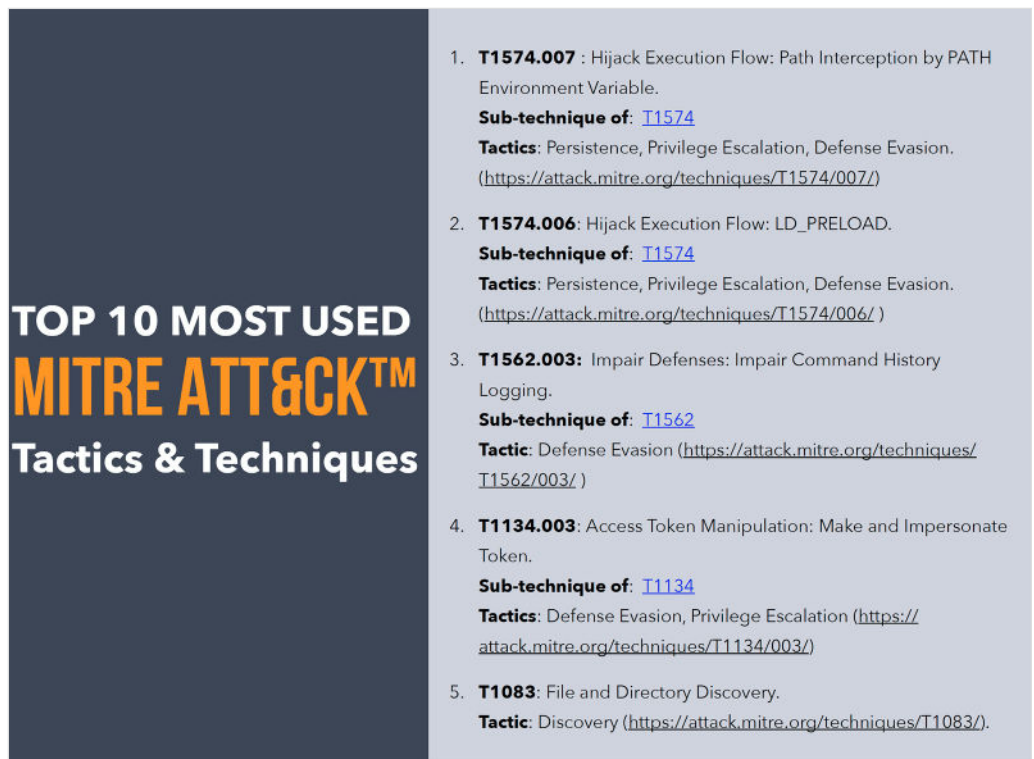 TOP 10 MOST USED
MITRE ATT&CK™
Tactics & Techniques
1. T1574.007 : Hijack Execution Flow: Path Interception by PATH
Environment Variable.
Sub-technique of: T1574
Tactics: Persistence, Privilege Escalation, Defense Evasion.
(https://attack.mitre.org/techniques/T1574/007/)
2. T1574.006: Hijack Execution Flow: LD_PRELOAD.
Sub-technique of: T1574
Tactics: Persistence, Privilege Escalation, Defense Evasion.
(https://attack.mitre.org/techniques/T1574/006/ )
3. T1562.003: Impair Defenses: Impair Command History
Logging.
Sub-technique of: T1562
Tactic: Defense Evasion (https://attack.mitre.org/techniques/
T1562/003/ )
4. T1134.003: Access Token Manipulation: Make and Impersonate
Token.
Sub-technique of: T1134
Tactics: Defense Evasion, Privilege Escalation (https://
attack.mitre.org/techniques/T1134/003/)
5. T1083: File and Directory Discovery.
Tactic: Discovery (https://attack.mitre.org/techniques/T1083/).